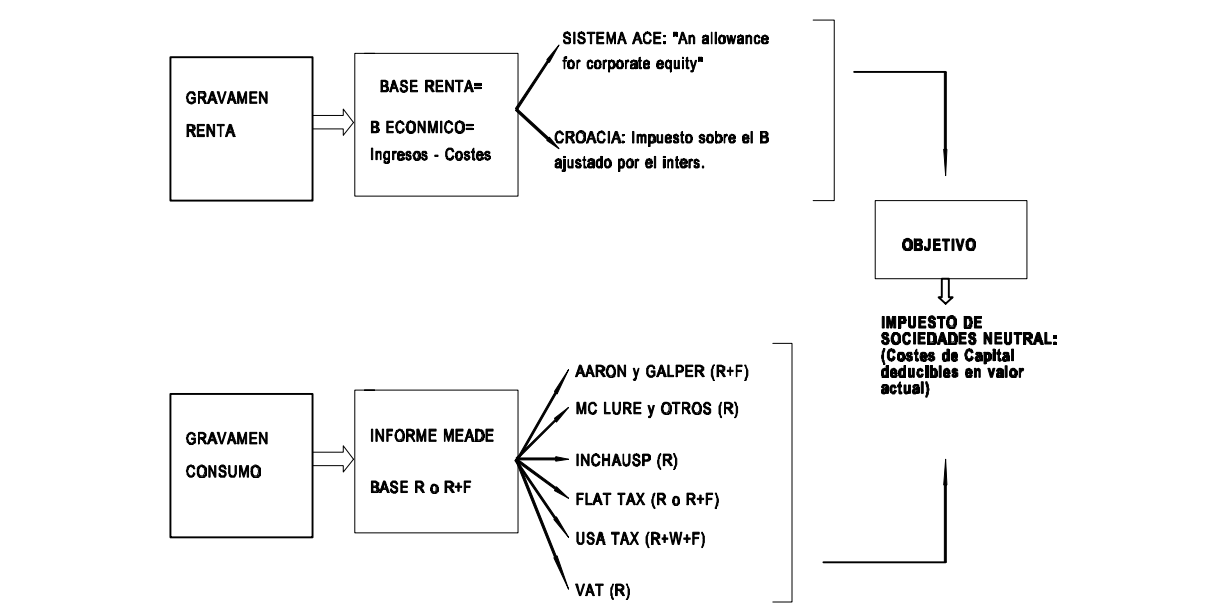 GRAVAMEN
RENTA
BASE RENTA=
B ECONMICO=
Ingresos - Costes
SISTEMA ACE: "An allowance
for corporate equity"
CROACIA: Impuesto sobre el B
ajustado por el inters.
OBJETIVO
IMPUESTO DE
SOCIEDADES NEUTRAL:
(Costes de Capital
deducibles en valor
actual)
GRAVAMEN
CONSUMO
INFORME MEADE
BASE R o R+F
AARON y GALPER (R+F)
MC LURE y OTROS (R)
INCHAUSP (R)
FLAT TAX (R o R+F)
USA TAX (R+W+F)
VAT (R)